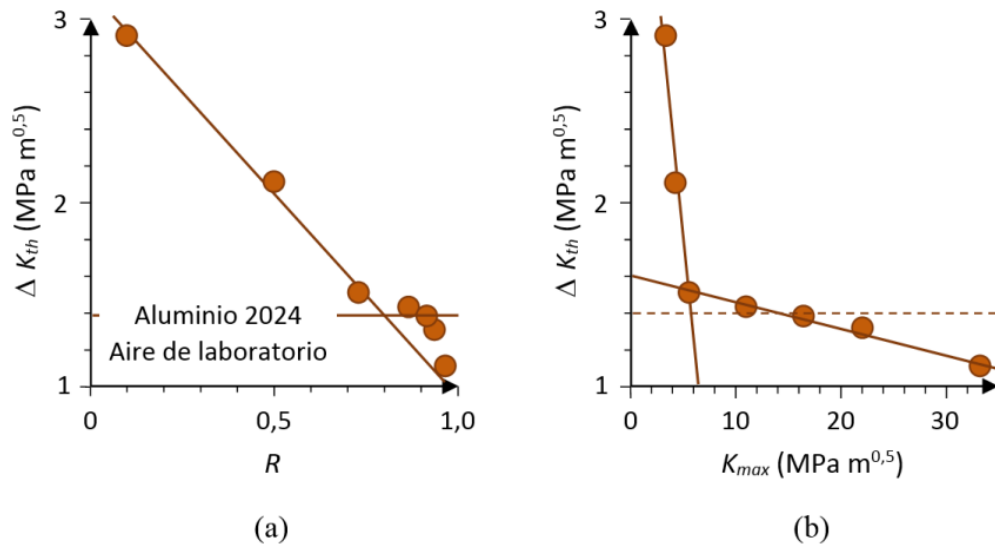 3
2
1
Δ K_th (MPa m^0,5)
Aluminio 2024
Aire de laboratorio
0 0,5 1,0
R
(a)
3
2
1
Δ K_th (MPa m^0,5)
0 10 20 30
K_max (MPa m^0,5)
(b)